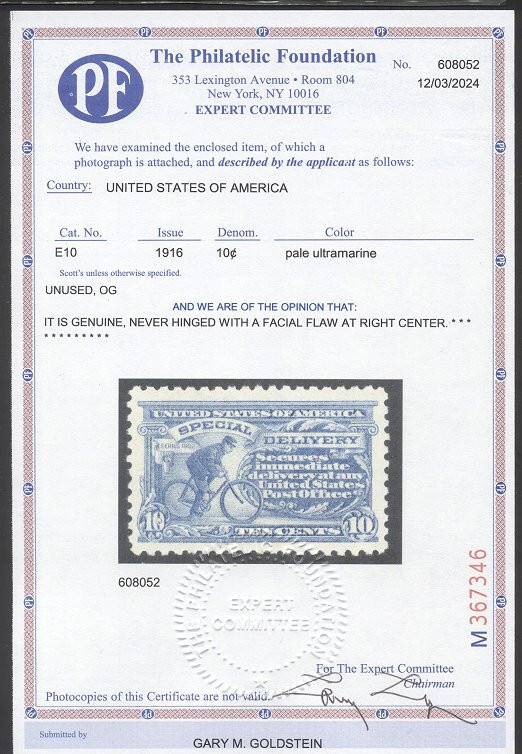 PF
The Philatelic Foundation
353 Lexington Avenue • Room 804
New York, NY 10016
EXPERT COMMITTEE
No. 608052
12/03/2024
We have examined the enclosed item, of which a
photograph is attached, and described by the applicant as follows:
Country: UNITED STATES OF AMERICA
Cat. No. Issue Denom. Color
E10 1916 10¢ pale ultramarine
Scott's unless otherwise specified.
UNUSED, OG
AND WE ARE OF THE OPINION THAT:
IT IS GENUINE, NEVER HINGED WITH A FACIAL FLAW AT RIGHT CENTER. * * *
* * * * * * * * *
UNITED STATES OF AMERICA
SPECIAL
DELIVERY
SERIES 1902
Secures
immediate
delivery at any
United States
Post Office
10 TEN CENTS 10
608052
THE PHILATELIC FOUNDATION
EXPERT
COMMITTEE
M 367346
For The Expert Committee
Chairman
Photocopies of this Certificate are not valid.
Submitted by
GARY M. GOLDSTEIN